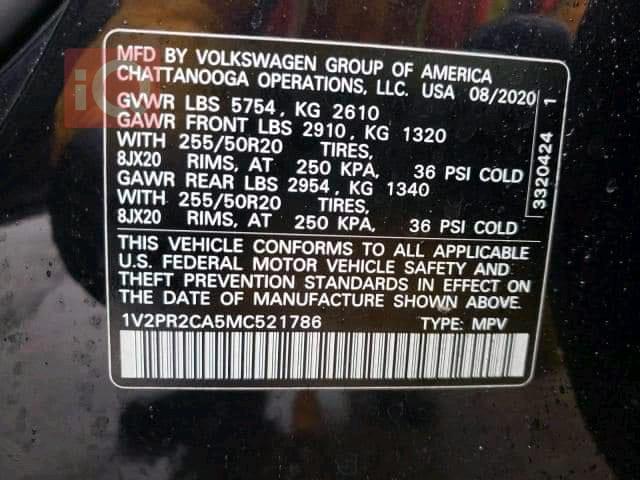 MFD BY VOLKSWAGEN GROUP OF AMERICA
CHATTANOOGA OPERATIONS, LLC. USA 08/2020
GVWR LBS 5754, KG 2610
GAWR FRONT LBS 2910, KG 1320
WITH 255/50R20 TIRES,
8JX20 RIMS, AT 250 KPA, 36 PSI COLD
GAWR REAR LBS 2954, KG 1340
WITH 255/50R20 TIRES,
8JX20 RIMS, AT 250 KPA, 36 PSI COLD
THIS VEHICLE CONFORMS TO ALL APPLICABLE
U.S. FEDERAL MOTOR VEHICLE SAFETY AND
THEFT PREVENTION STANDARDS IN EFFECT ON
THE DATE OF MANUFACTURE SHOWN ABOVE.
1V2PR2CA5MC521786 TYPE: MPV
3320424 1